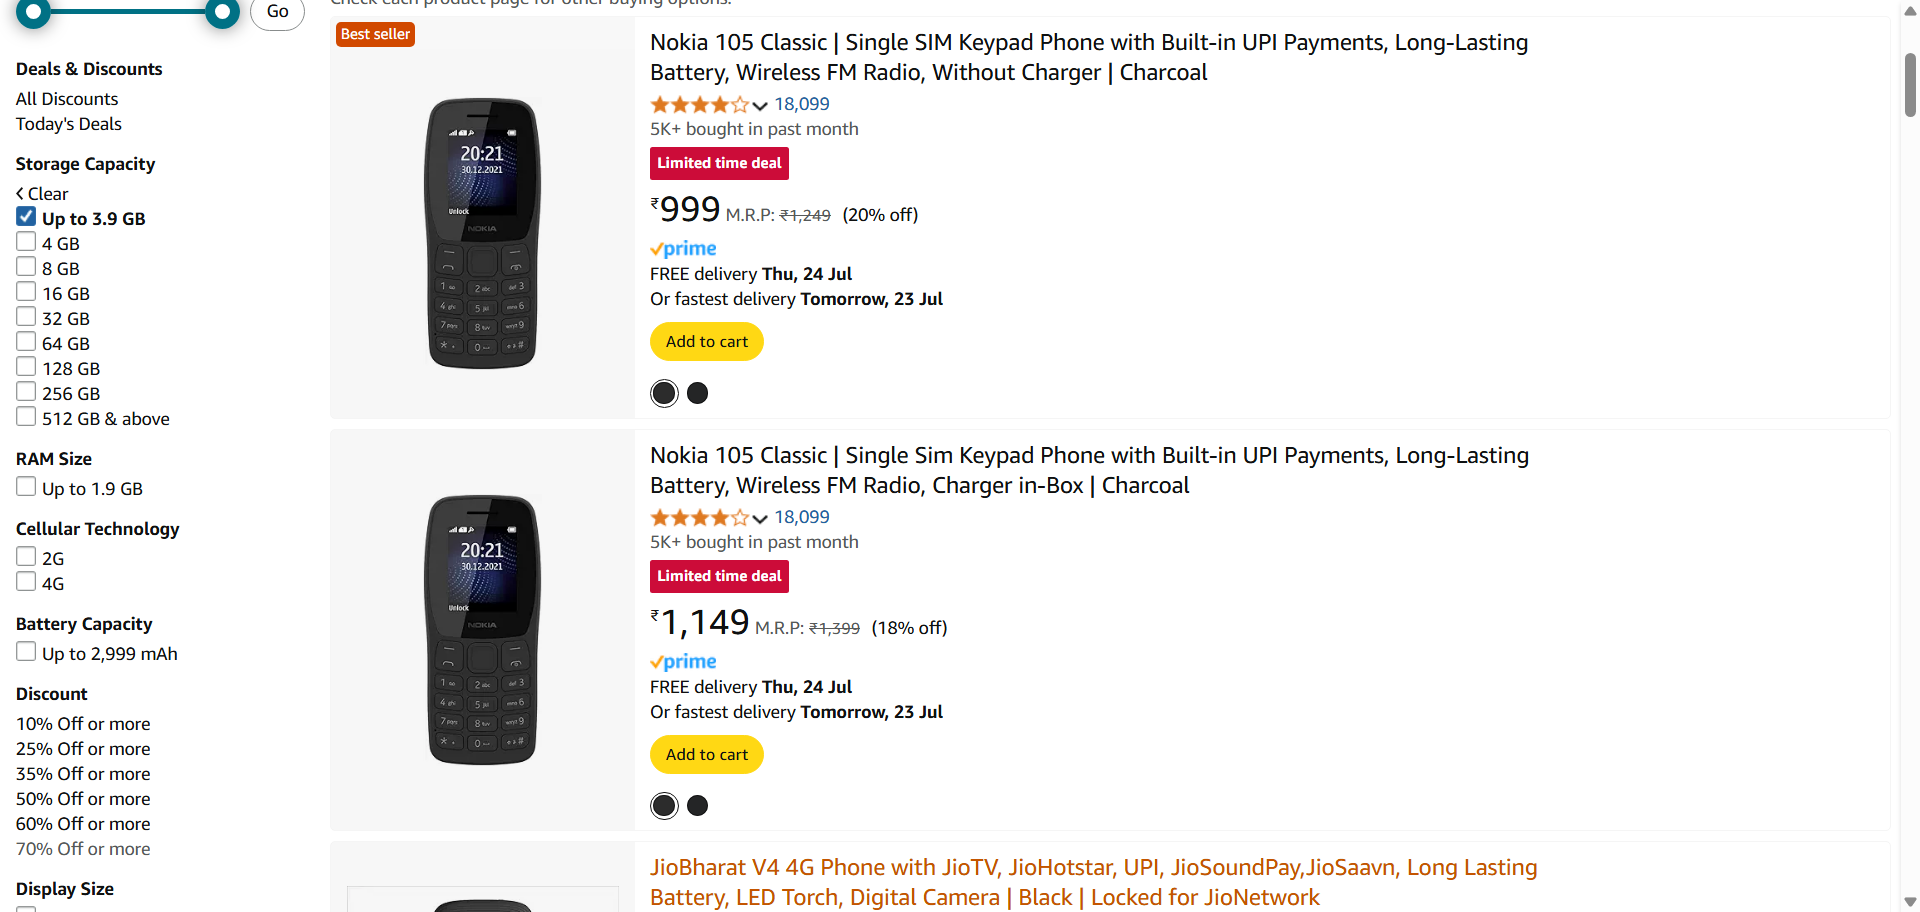 Go
Check each product page for other buying options.
Deals & Discounts
All Discounts
Today's Deals
Storage Capacity
Clear
Up to 3.9 GB
4 GB
8 GB
16 GB
32 GB
64 GB
128 GB
256 GB
512 GB & above
RAM Size
Up to 1.9 GB
Cellular Technology
2G
4G
Battery Capacity
Up to 2,999 mAh
Discount
10% Off or more
25% Off or more
35% Off or more
50% Off or more
60% Off or more
70% Off or more
Display Size
Best seller
20:21
30.12.2021
Unlock
NOKIA
Nokia 105 Classic | Single SIM Keypad Phone with Built-in UPI Payments, Long-Lasting
Battery, Wireless FM Radio, Without Charger | Charcoal
18,099
5K+ bought in past month
Limited time deal
₹999 M.R.P: ₹1,249 (20% off)
prime
FREE delivery Thu, 24 Jul
Or fastest delivery Tomorrow, 23 Jul
Add to cart
20:21
30.12.2021
Unlock
NOKIA
Nokia 105 Classic | Single Sim Keypad Phone with Built-in UPI Payments, Long-Lasting
Battery, Wireless FM Radio, Charger in-Box | Charcoal
18,099
5K+ bought in past month
Limited time deal
₹1,149 M.R.P: ₹1,399 (18% off)
prime
FREE delivery Thu, 24 Jul
Or fastest delivery Tomorrow, 23 Jul
Add to cart
JioBharat V4 4G Phone with JioTV, JioHotstar, UPI, JioSoundPay,JioSaavn, Long Lasting
Battery, LED Torch, Digital Camera | Black | Locked for JioNetwork